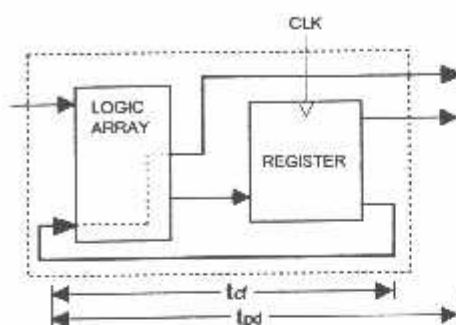 CLK
LOGIC
ARRAY
REGISTER
tcf
tpd